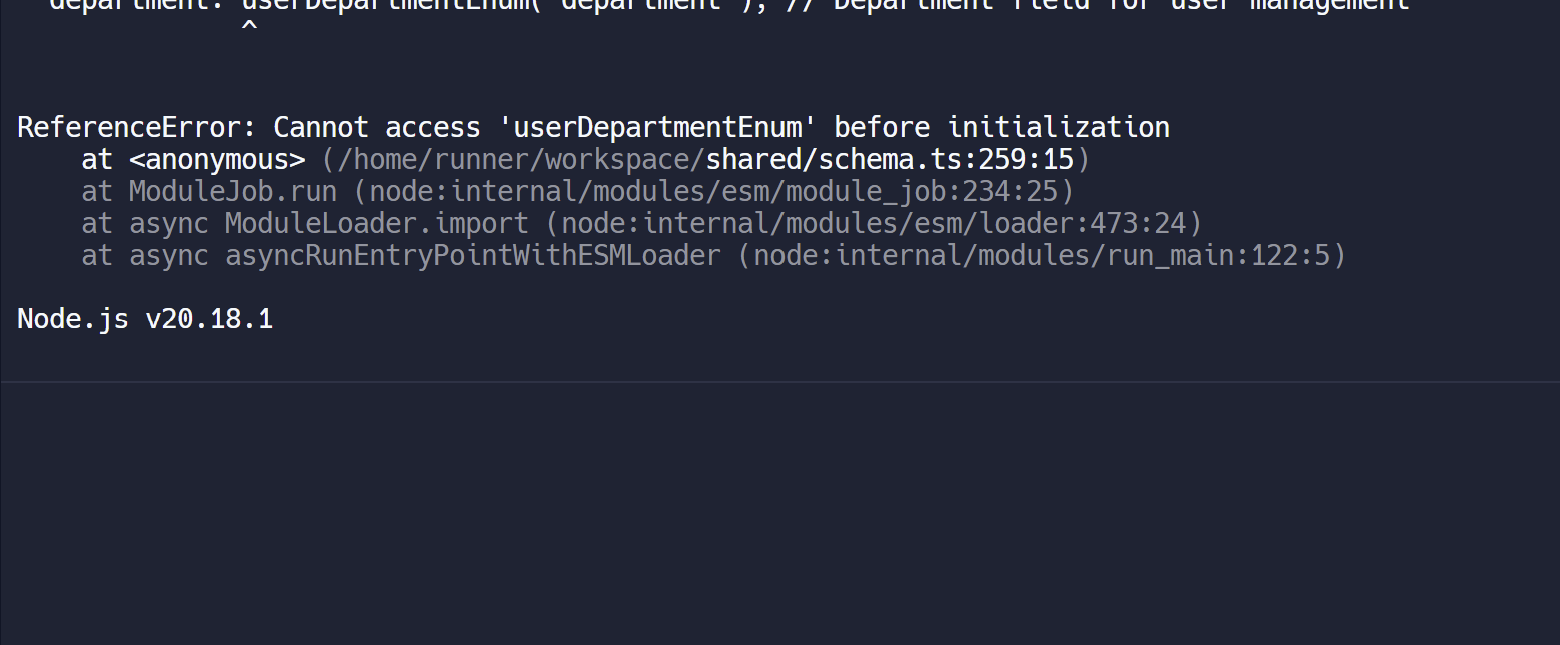 department: userDepartmentEnum("department"), // Department field for user management
^
ReferenceError: Cannot access 'userDepartmentEnum' before initialization
at <anonymous> (/home/runner/workspace/shared/schema.ts:259:15)
at ModuleJob.run (node:internal/modules/esm/module_job:234:25)
at async ModuleLoader.import (node:internal/modules/esm/loader:473:24)
at async asyncRunEntryPointWithESMLoader (node:internal/modules/run_main:122:5)
Node.js v20.18.1